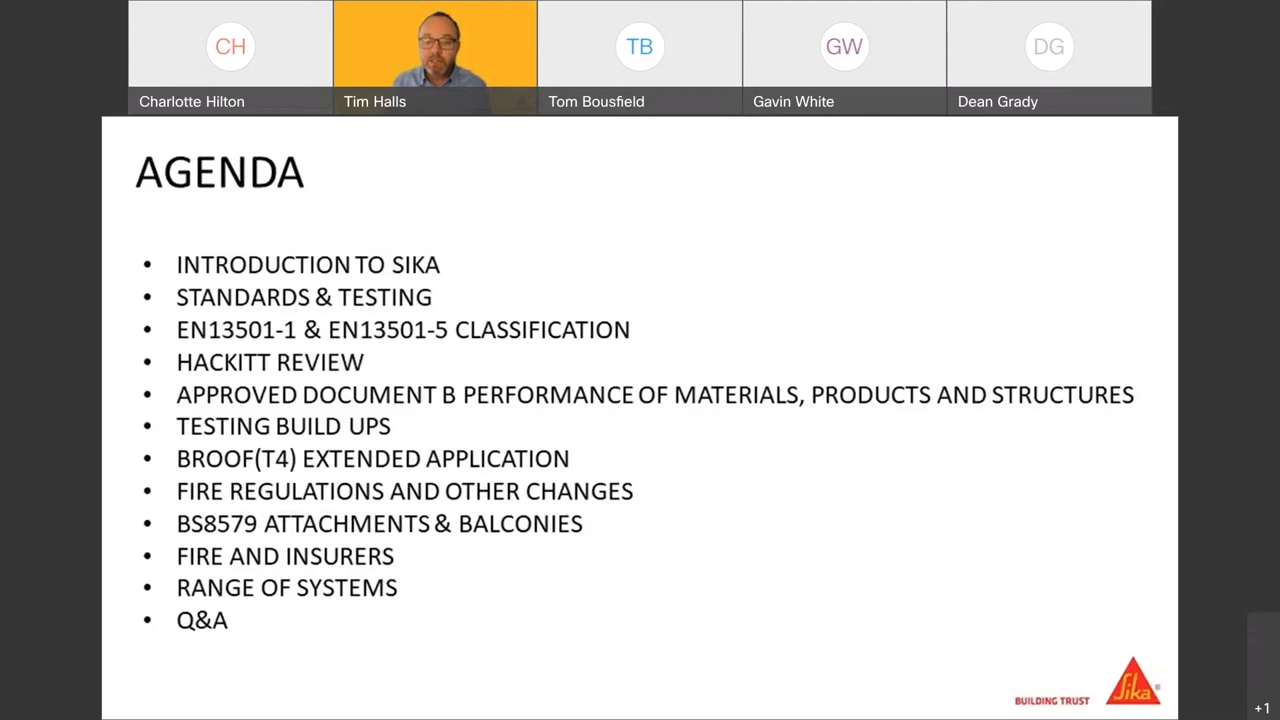 CH
TB
GW
DG
Charlotte Hilton
Tim Halls
Tom Bousfield
Gavin White
Dean Grady
AGENDA
• INTRODUCTION TO SIKA
• STANDARDS & TESTING
• EN13501-1 & EN13501-5 CLASSIFICATION
• HACKITT REVIEW
• APPROVED DOCUMENT B PERFORMANCE OF MATERIALS, PRODUCTS AND STRUCTURES
• TESTING BUILD UPS
• BROOF(T4) EXTENDED APPLICATION
• FIRE REGULATIONS AND OTHER CHANGES
• BS8579 ATTACHMENTS & BALCONIES
• FIRE AND INSURERS
• RANGE OF SYSTEMS
• Q&A
BUILDING TRUST
Sika®
+1